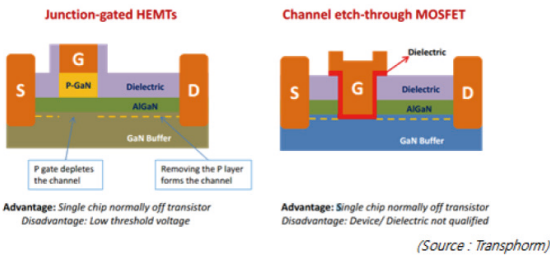 Junction-gated HEMTs
G
S
P-GaN
Dielectric
D
AlGaN
GaN Buffer
P gate depletes
the channel
Removing the P layer
forms the channel
Advantage: Single chip normally off transistor
Disadvantage: Low threshold voltage
Channel etch-through MOSFET
Dielectric
S
G
Dielectric
D
AlGaN
GaN Buffer
Advantage: Single chip normally off transistor
Disadvantage: Device/ Dielectric not qualified
(Source : Transphorm)